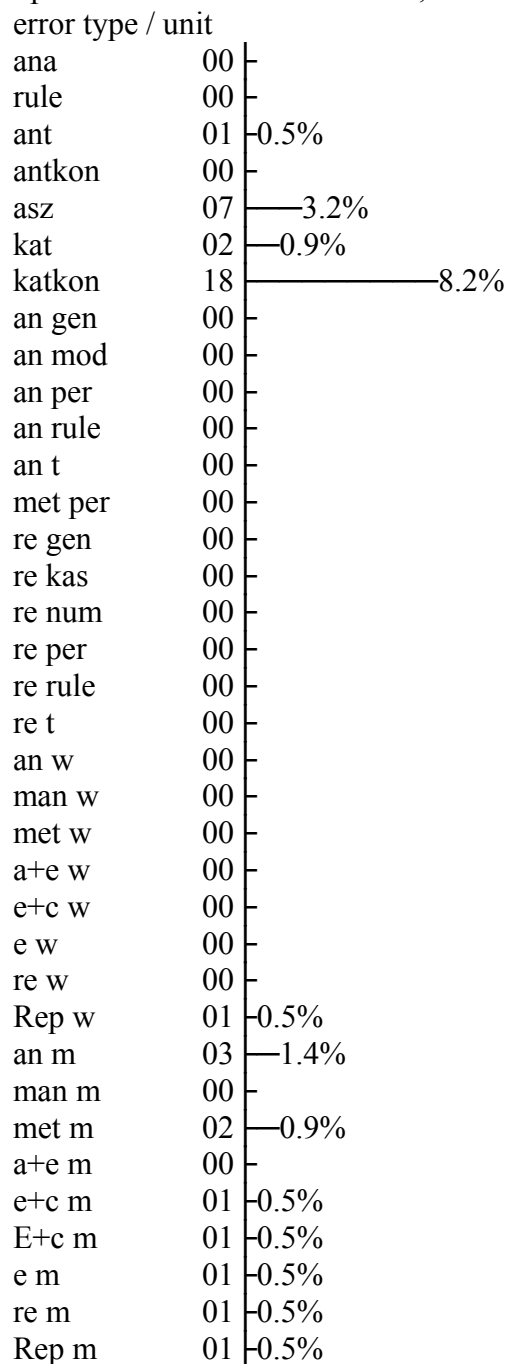 error type / unit
ana 00
rule 00
ant 01 0.5%
antkon 00
asz 07 3.2%
kat 02 0.9%
katkon 18 8.2%
an gen 00
an mod 00
an per 00
an rule 00
an t 00
met per 00
re gen 00
re kas 00
re num 00
re per 00
re rule 00
re t 00
an w 00
man w 00
met w 00
a+e w 00
e+c w 00
e w 00
re w 00
Rep w 01 0.5%
an m 03 1.4%
man m 00
met m 02 0.9%
a+e m 00
e+c m 01 0.5%
E+c m 01 0.5%
e m 01 0.5%
re m 01 0.5%
Rep m 01 0.5%